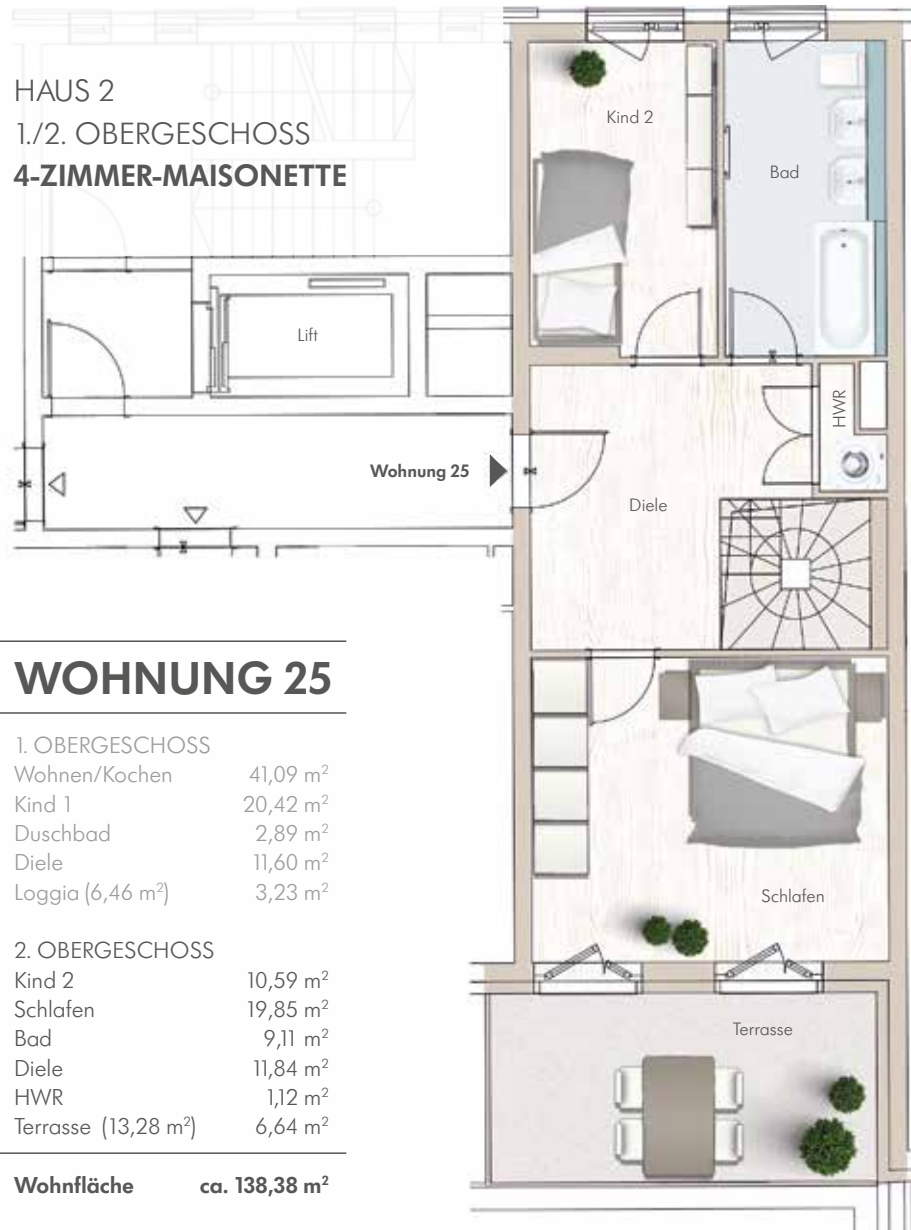 HAUS 2
1./2. OBERGESCHOSS
4-ZIMMER-MAISONETTE
Kind 2
Bad
Lift
HWR
Wohnung 25
Diele
WOHNUNG 25
1. OBERGESCHOSS
Wohnen/Kochen 41,09 m²
Kind 1 20,42 m²
Duschbad 2,89 m²
Diele 11,60 m²
Loggia (6,46 m²) 3,23 m²
2. OBERGESCHOSS
Kind 2 10,59 m²
Schlafen 19,85 m²
Bad 9,11 m²
Diele 11,84 m²
HWR 1,12 m²
Terrasse (13,28 m²) 6,64 m²
Wohnfläche ca. 138,38 m²
Schlafen
Terrasse